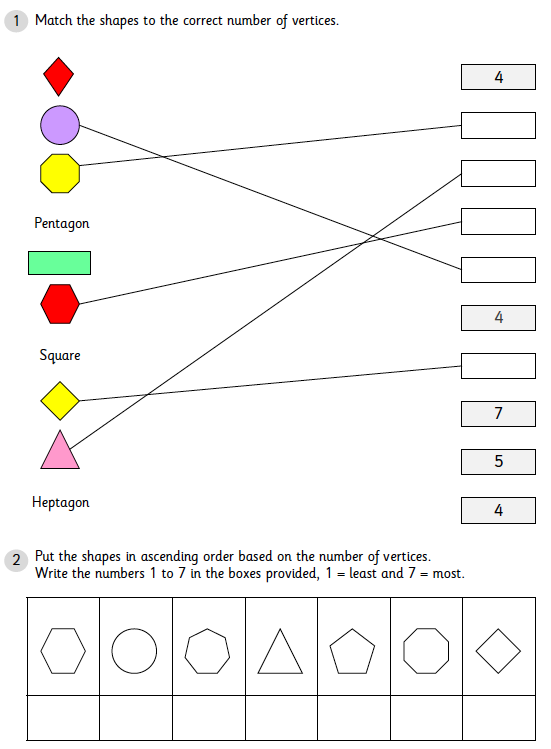 1 Match the shapes to the correct number of vertices.
4
Pentagon
Square
4
7
5
Heptagon
4
2 Put the shapes in ascending order based on the number of vertices.
Write the numbers 1 to 7 in the boxes provided, 1 = least and 7 = most.